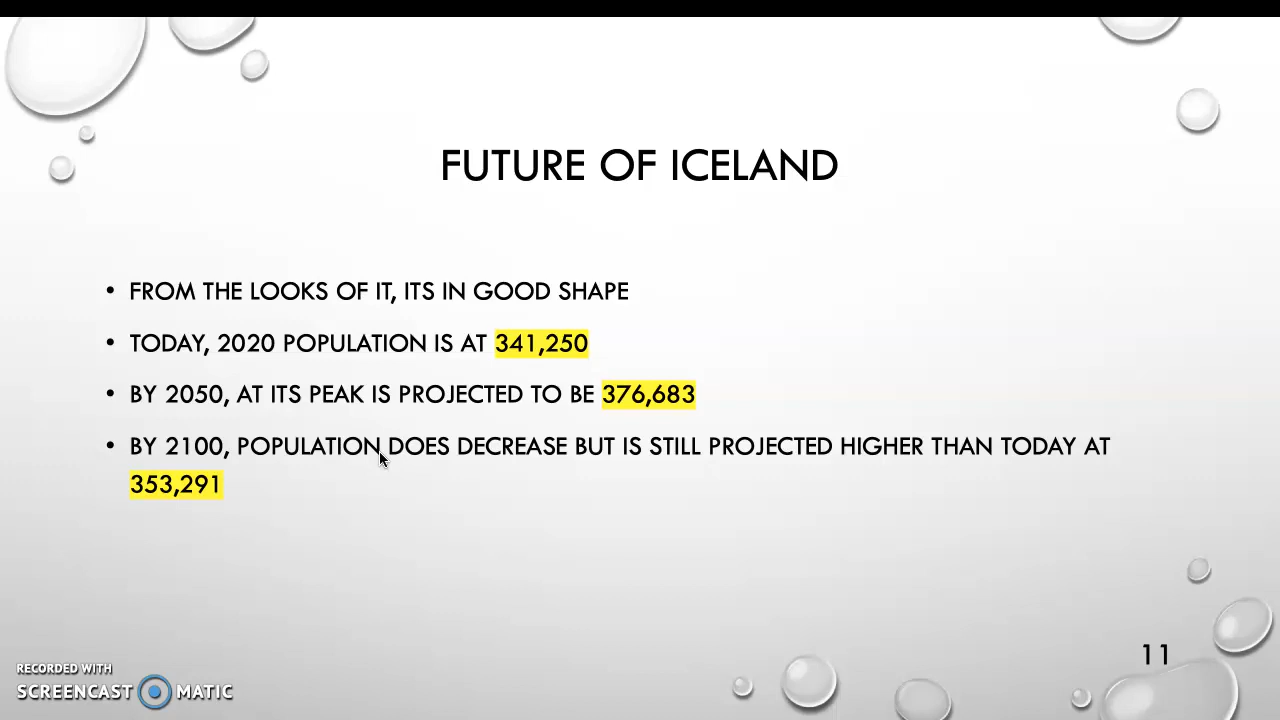 FUTURE OF ICELAND
• FROM THE LOOKS OF IT, ITS IN GOOD SHAPE
• TODAY, 2020 POPULATION IS AT 341,250
• BY 2050, AT ITS PEAK IS PROJECTED TO BE 376,683
• BY 2100, POPULATION DOES DECREASE BUT IS STILL PROJECTED HIGHER THAN TODAY AT
353,291
11
RECORDED WITH
SCREENCAST MATIC